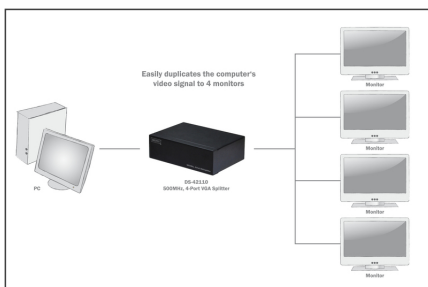 Easily duplicates the computer's
video signal to 4 monitors
PC
DS-42110
500MHz, 4-Port VGA Splitter
Monitor
Monitor
Monitor
Monitor